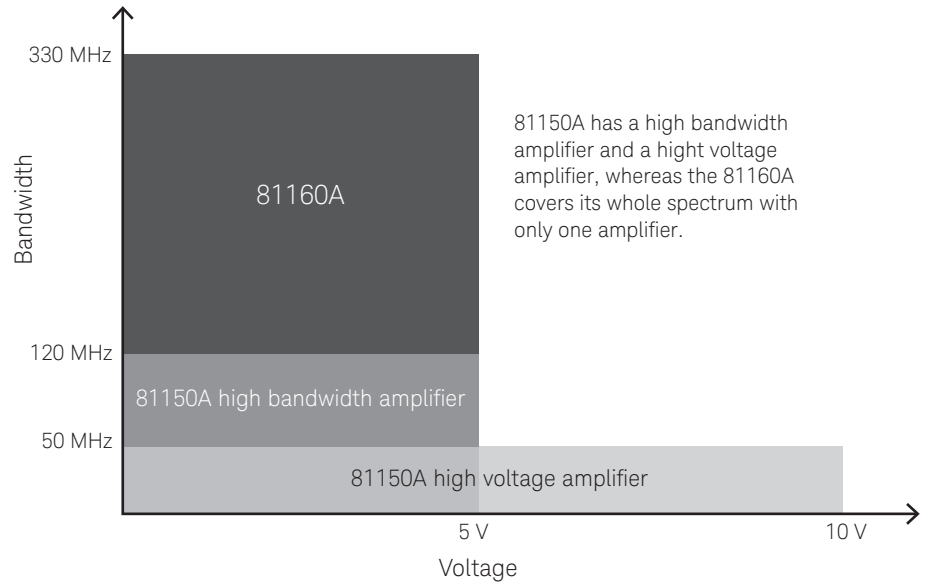 330 MHz
81150A has a high bandwidth
amplifier and a hight voltage
amplifier, whereas the 81160A
covers its whole spectrum with
only one amplifier.
Bandwidth
81160A
120 MHz
81150A high bandwidth amplifier
50 MHz
81150A high voltage amplifier
5 V
10 V
Voltage